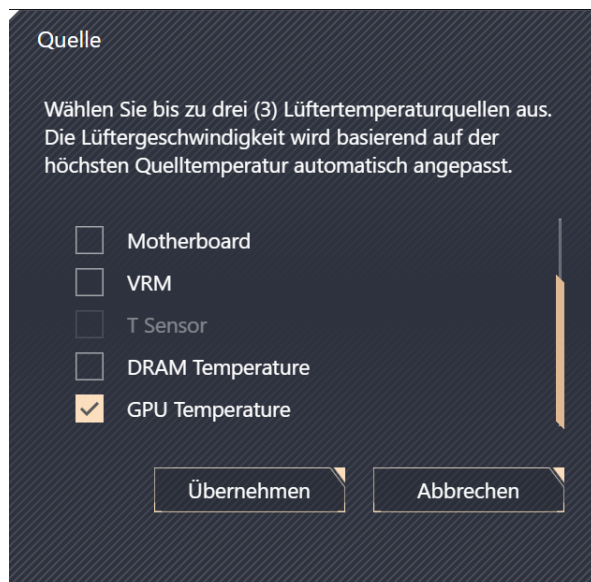 Quelle
Wählen Sie bis zu drei (3) Lüftertemperaturquellen aus.
Die Lüftergeschwindigkeit wird basierend auf der
höchsten Quelltemperatur automatisch angepasst.
Motherboard
VRM
T Sensor
DRAM Temperature
GPU Temperature
Übernehmen
Abbrechen